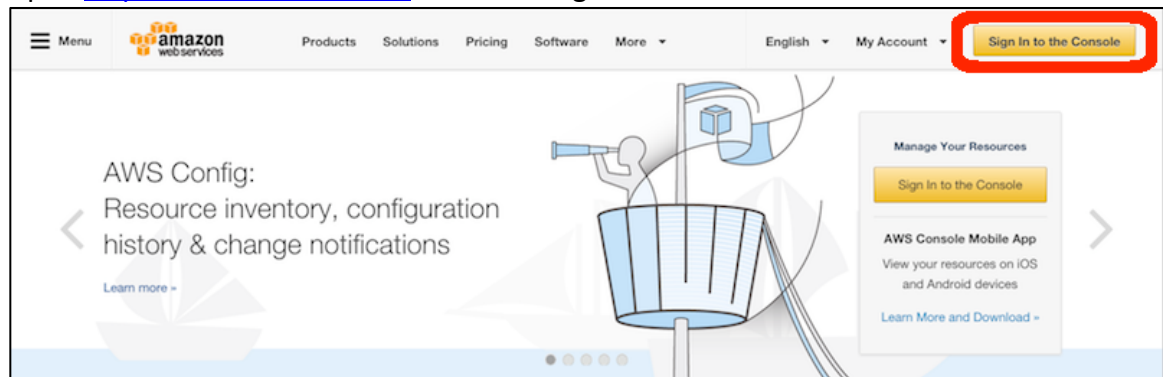 Menu
amazon
web services
Products
Solutions
Pricing
Software
More
English
My Account
Sign In to the Console
AWS Config:
Resource inventory, configuration
history & change notifications
Learn more »
Manage Your Resources
Sign In to the Console
AWS Console Mobile App
View your resources on iOS
and Android devices
Learn More and Download »